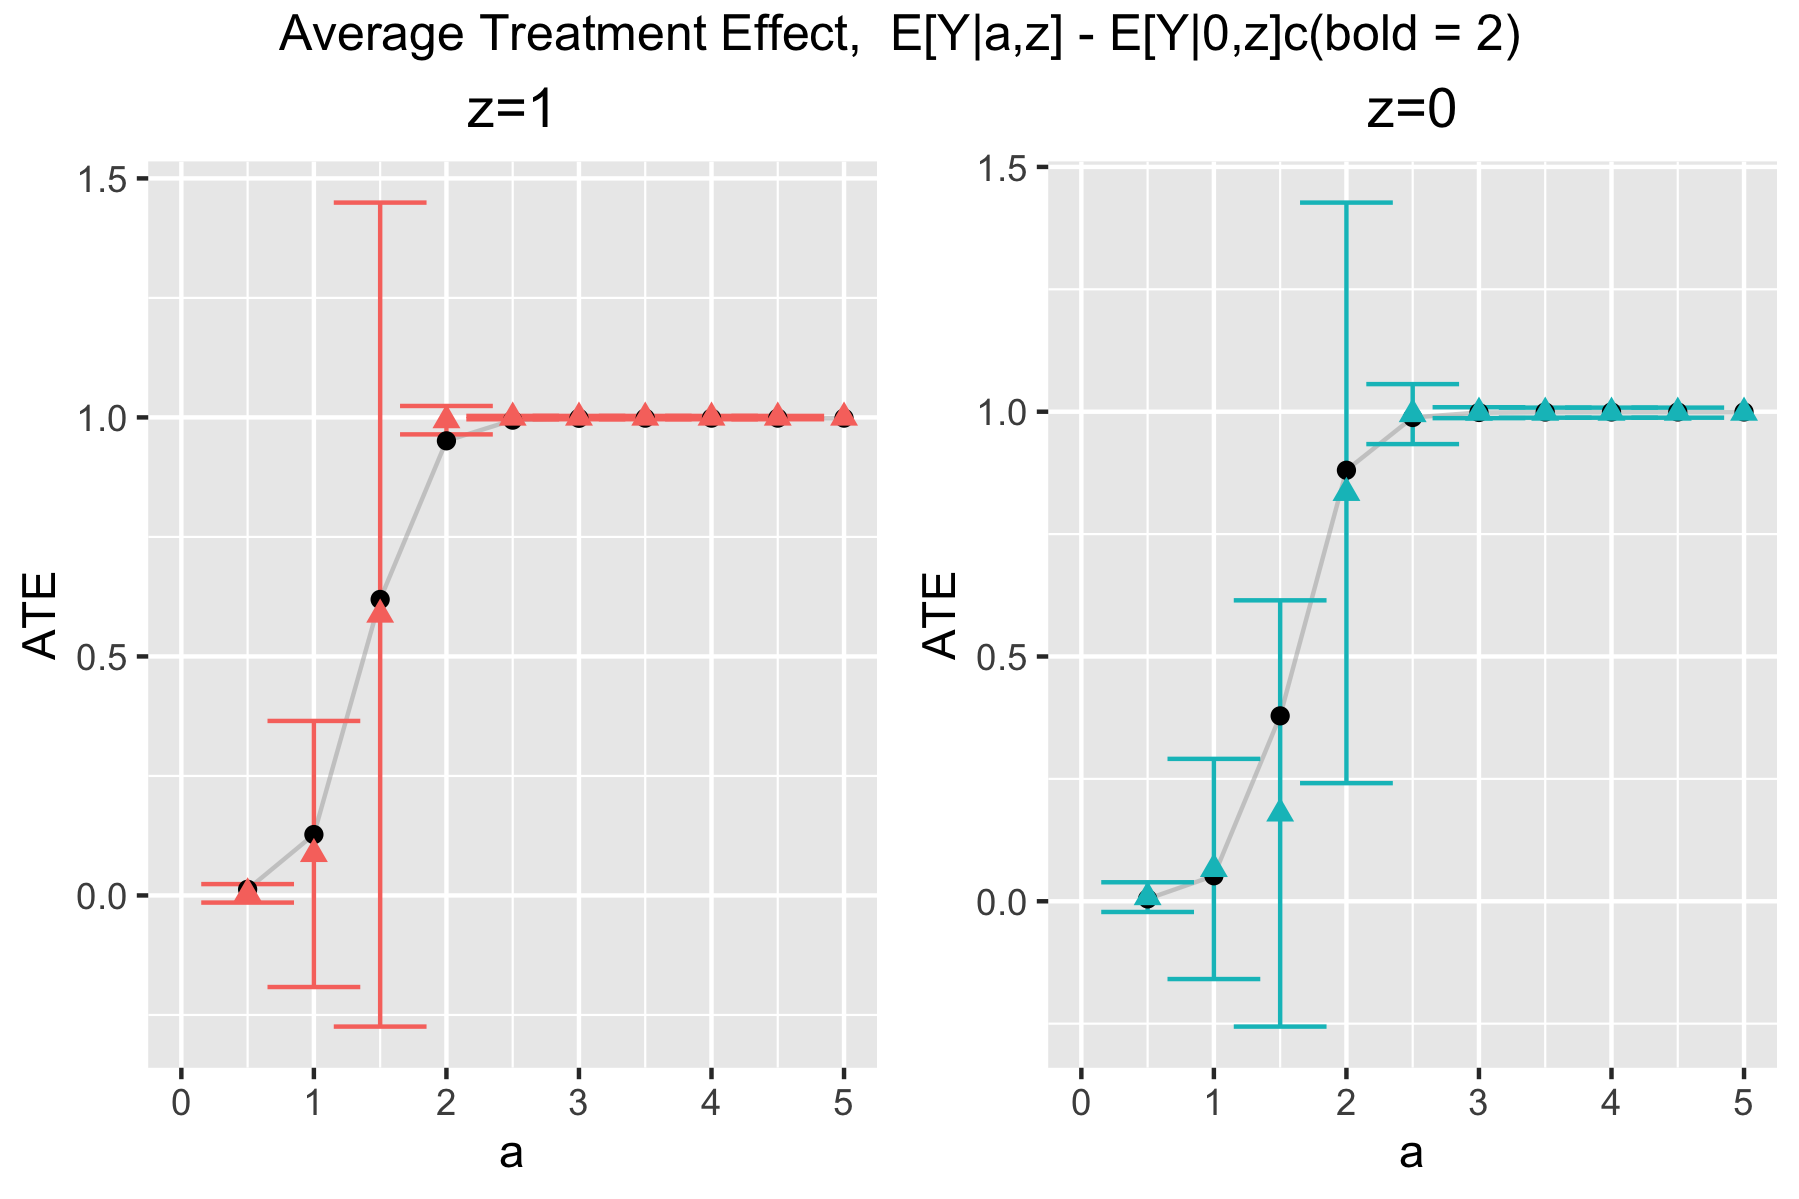 Average Treatment Effect,  E[Y|a,z] - E[Y|0,z]c(bold = 2)
z=1
1.5
1.0
0.5
0.0
ATE
0 1 2 3 4 5
a
z=0
1.5
1.0
0.5
0.0
ATE
0 1 2 3 4 5
a